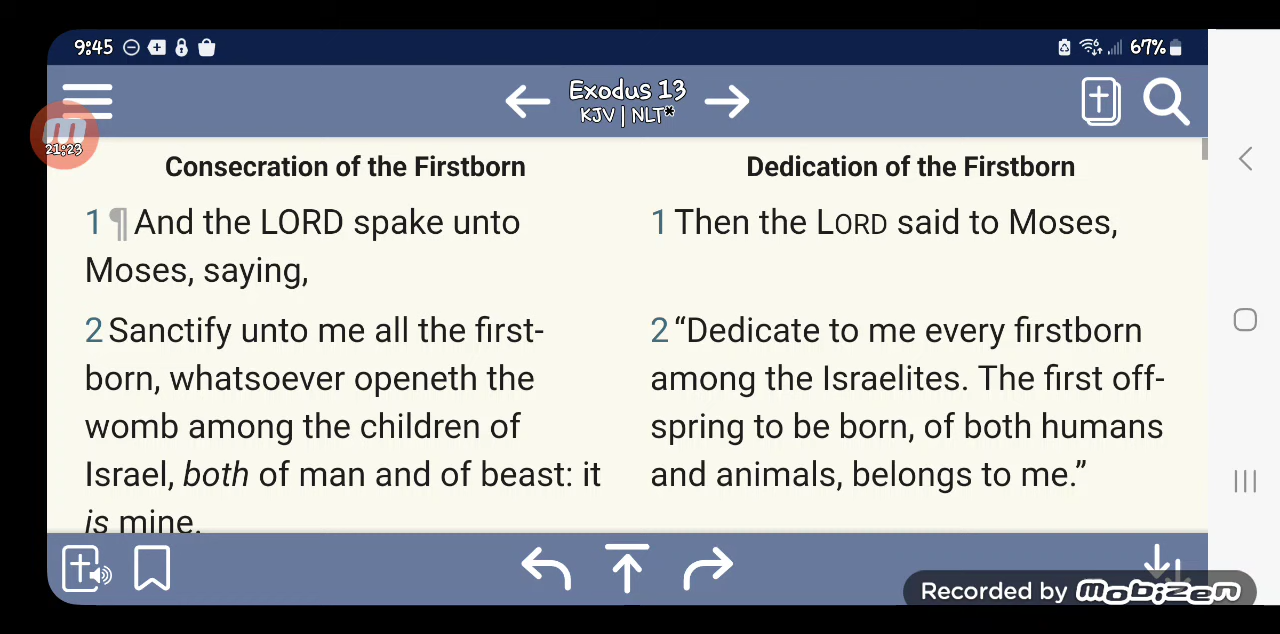 9:45
67%
Exodus 13
KJV | NLT*
21:23
Consecration of the Firstborn
1 ¶ And the LORD spake unto
Moses, saying,
2 Sanctify unto me all the first-
born, whatsoever openeth the
womb among the children of
Israel, both of man and of beast: it
is mine.
Dedication of the Firstborn
1 Then the LORD said to Moses,
2 “Dedicate to me every firstborn
among the Israelites. The first off-
spring to be born, of both humans
and animals, belongs to me.”
Recorded by mobizen